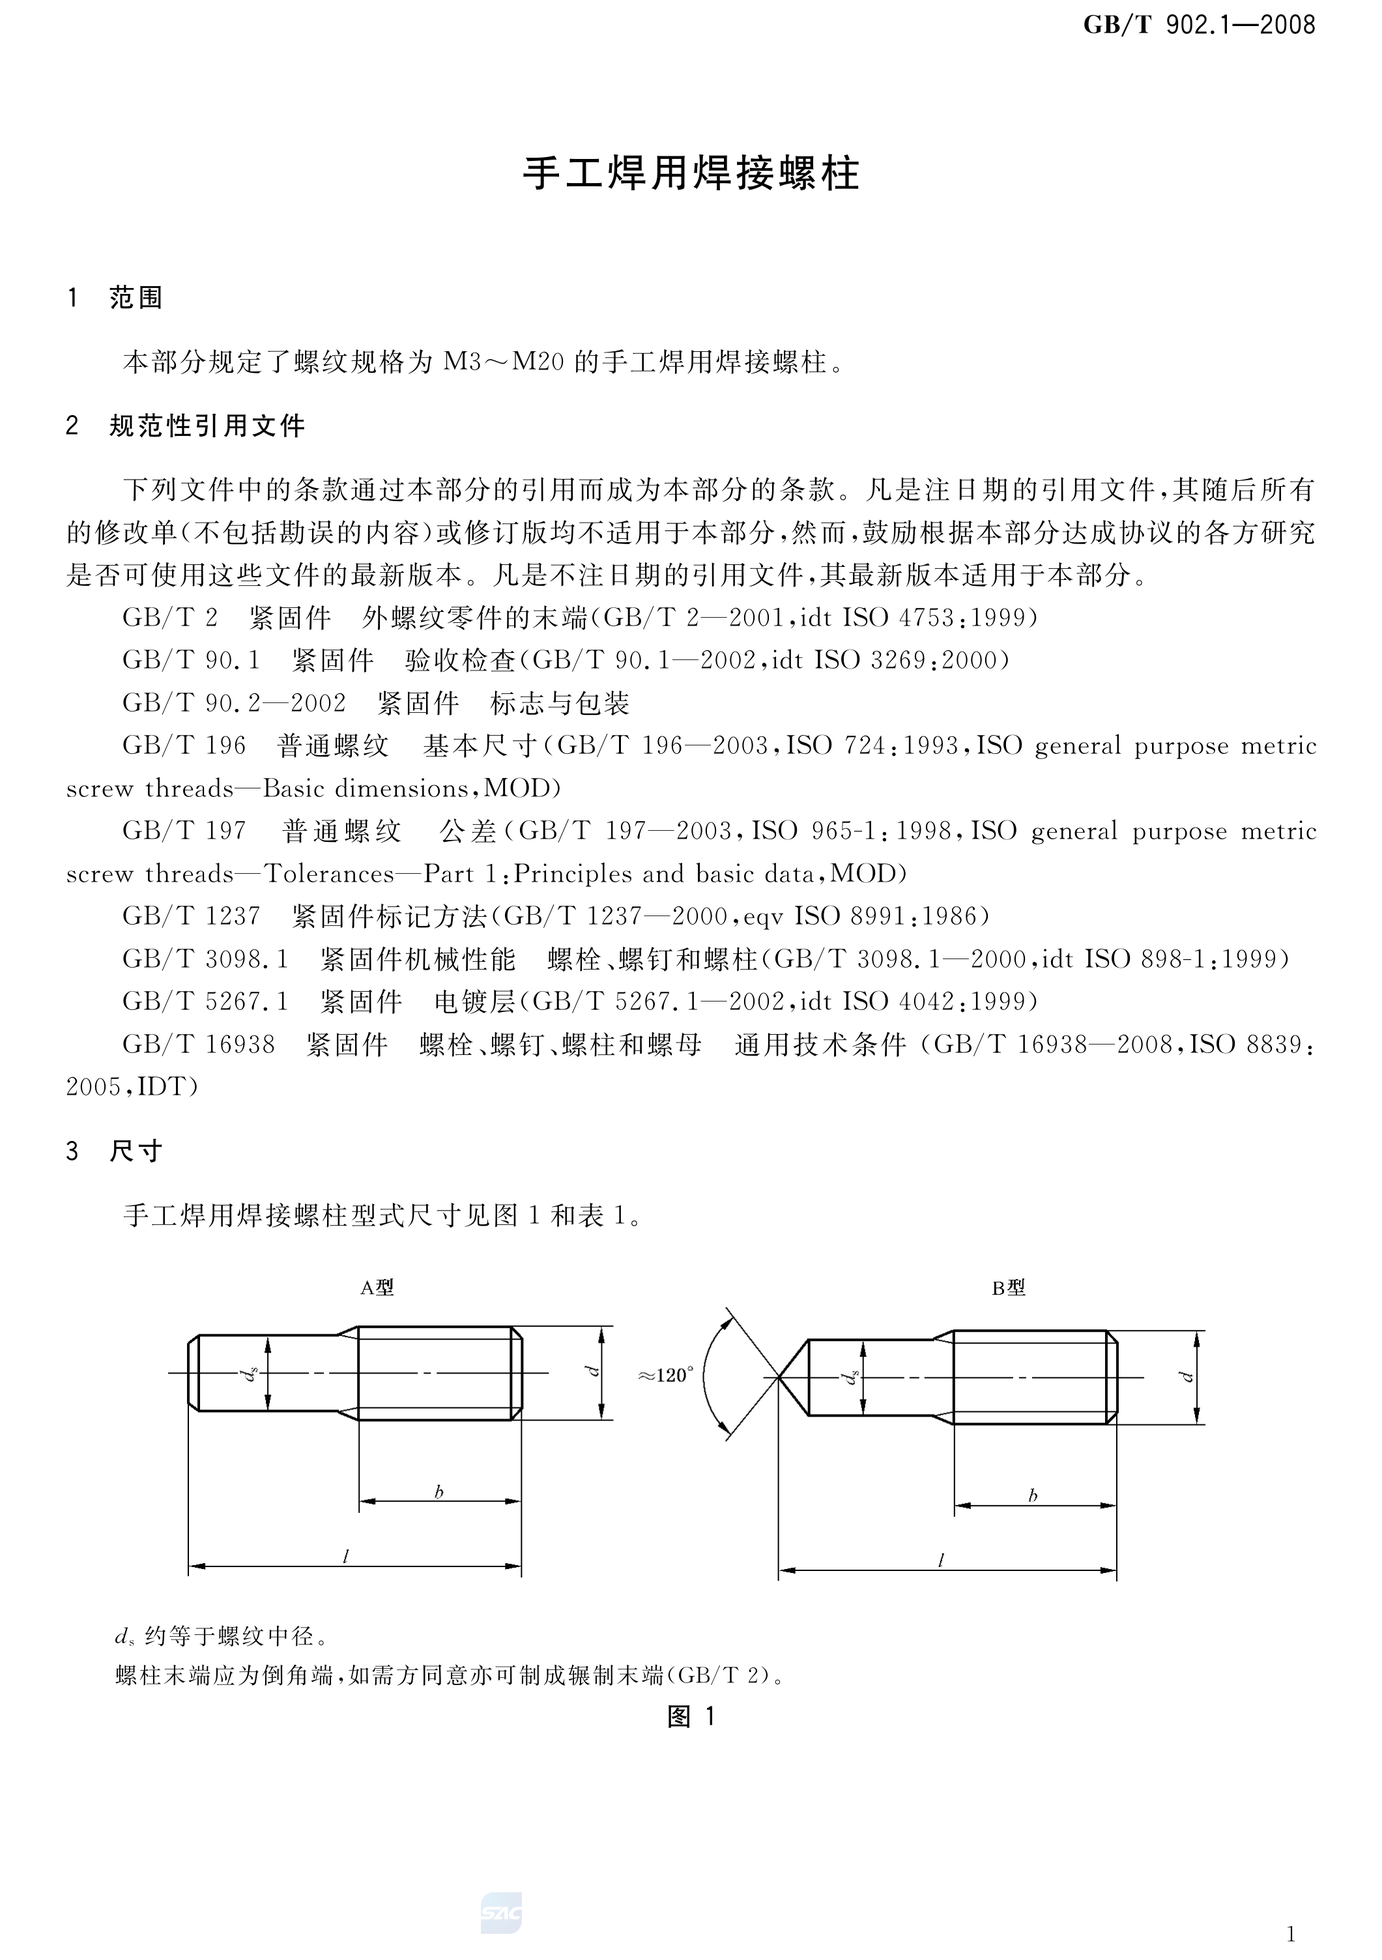 GB/T 902.1—2008
手工焊用焊接螺柱
1 范围
本部分规定了螺纹规格为 M3～M20 的手工焊用焊接螺柱。
2 规范性引用文件
下列文件中的条款通过本部分的引用而成为本部分的条款。凡是注日期的引用文件,其随后所有
的修改单(不包括勘误的内容)或修订版均不适用于本部分,然而,鼓励根据本部分达成协议的各方研究
是否可使用这些文件的最新版本。凡是不注日期的引用文件,其最新版本适用于本部分。
GB/T 2 紧固件 外螺纹零件的末端(GB/T 2—2001,idt ISO 4753:1999)
GB/T 90.1 紧固件 验收检查(GB/T 90.1—2002,idt ISO 3269:2000)
GB/T 90.2—2002 紧固件 标志与包装
GB/T 196 普通螺纹 基本尺寸(GB/T 196—2003,ISO 724:1993,ISO general purpose metric
screw threads—Basic dimensions,MOD)
GB/T 197 普通螺纹 公差(GB/T 197—2003,ISO 965-1:1998,ISO general purpose metric
screw threads—Tolerances—Part 1:Principles and basic data,MOD)
GB/T 1237 紧固件标记方法(GB/T 1237—2000,eqv ISO 8991:1986)
GB/T 3098.1 紧固件机械性能 螺栓、螺钉和螺柱(GB/T 3098.1—2000,idt ISO 898-1:1999)
GB/T 5267.1 紧固件 电镀层(GB/T 5267.1—2002,idt ISO 4042:1999)
GB/T 16938 紧固件 螺栓、螺钉、螺柱和螺母 通用技术条件 (GB/T 16938—2008,ISO 8839:
2005,IDT)
3 尺寸
手工焊用焊接螺柱型式尺寸见图 1 和表 1。
A型
B型
ds
d
≈120°
ds
d
b
b
l
l
ds 约等于螺纹中径。
螺柱末端应为倒角端,如需方同意亦可制成辗制末端(GB/T 2)。
图 1
SAC
1